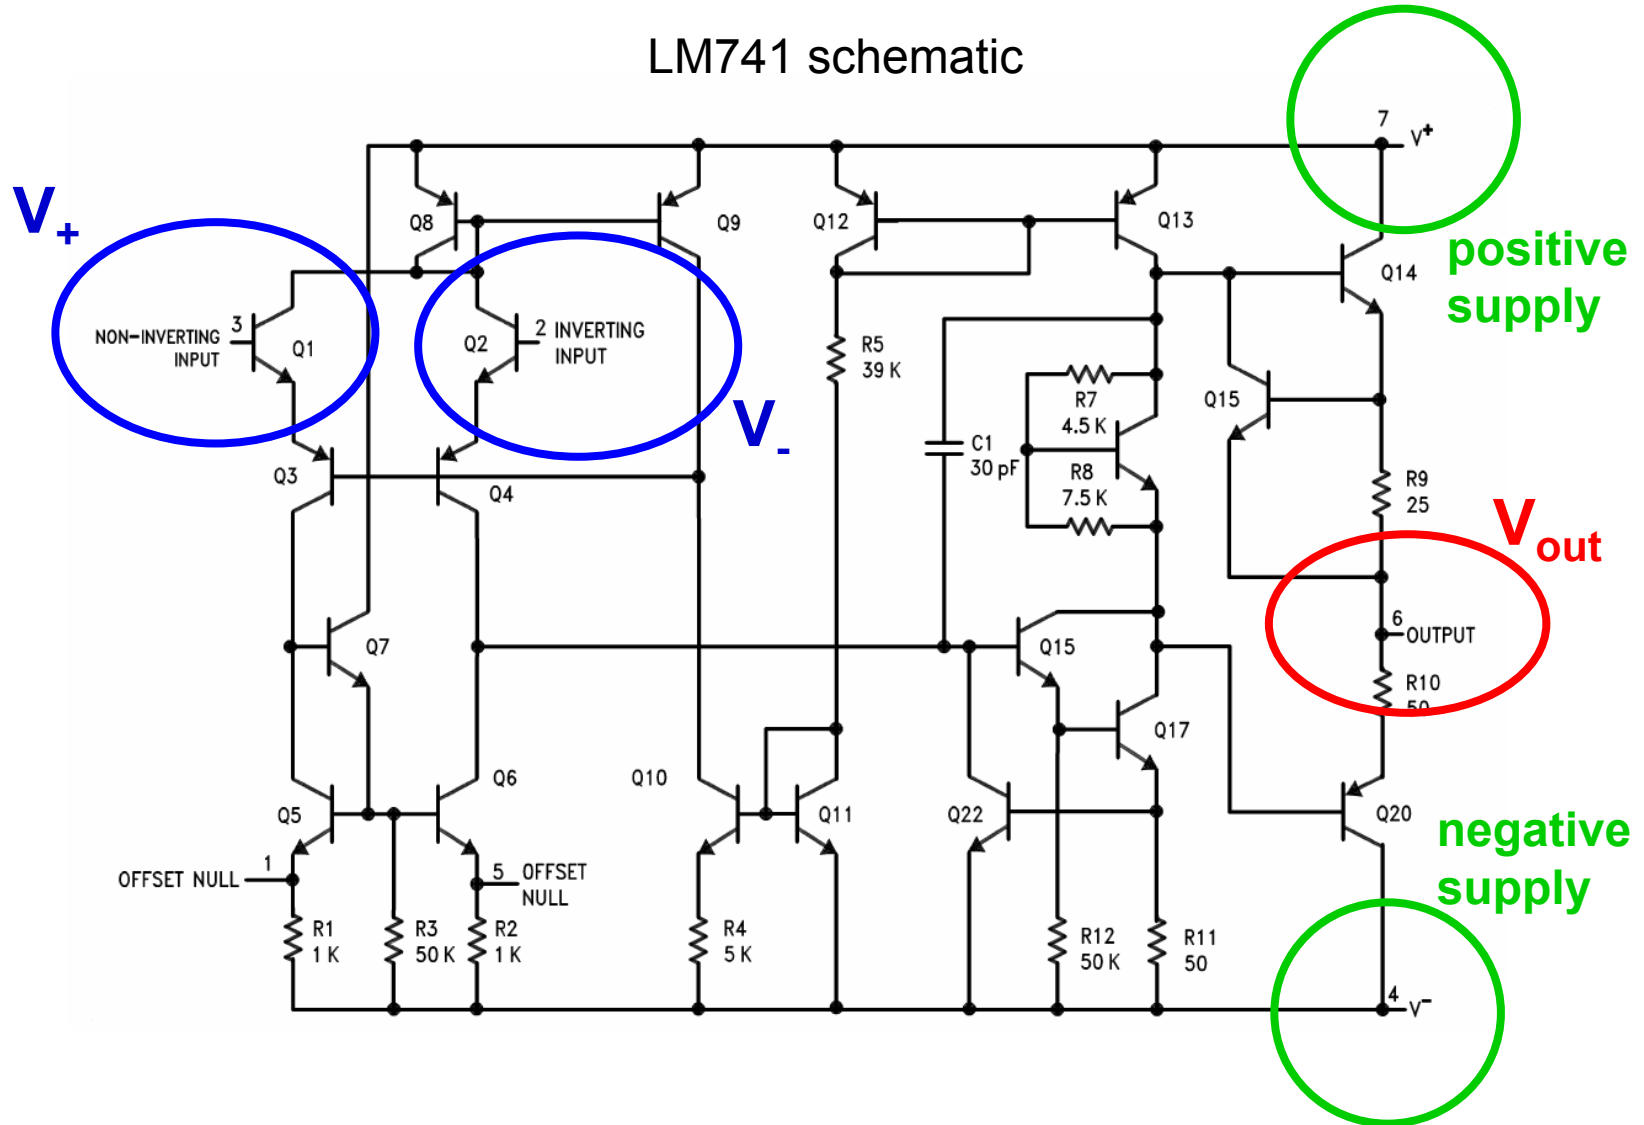 LM741 schematic
7
V+
V+
Q8
Q9
Q12
Q13
positive
supply
Q14
NON-INVERTING
INPUT
3
Q1
Q2
2 INVERTING
INPUT
R5
39 K
Q15
R7
4.5 K
V-
C1
30 pF
R8
7.5 K
Q3
Q4
R9
25
Vout
6
OUTPUT
Q7
Q15
R10
50
Q17
Q10
Q6
Q5
Q11
Q22
Q20
negative
supply
1
OFFSET NULL
5 OFFSET
NULL
R1
1 K
R3
50 K
R2
1 K
R4
5 K
R12
50 K
R11
50
4
V-